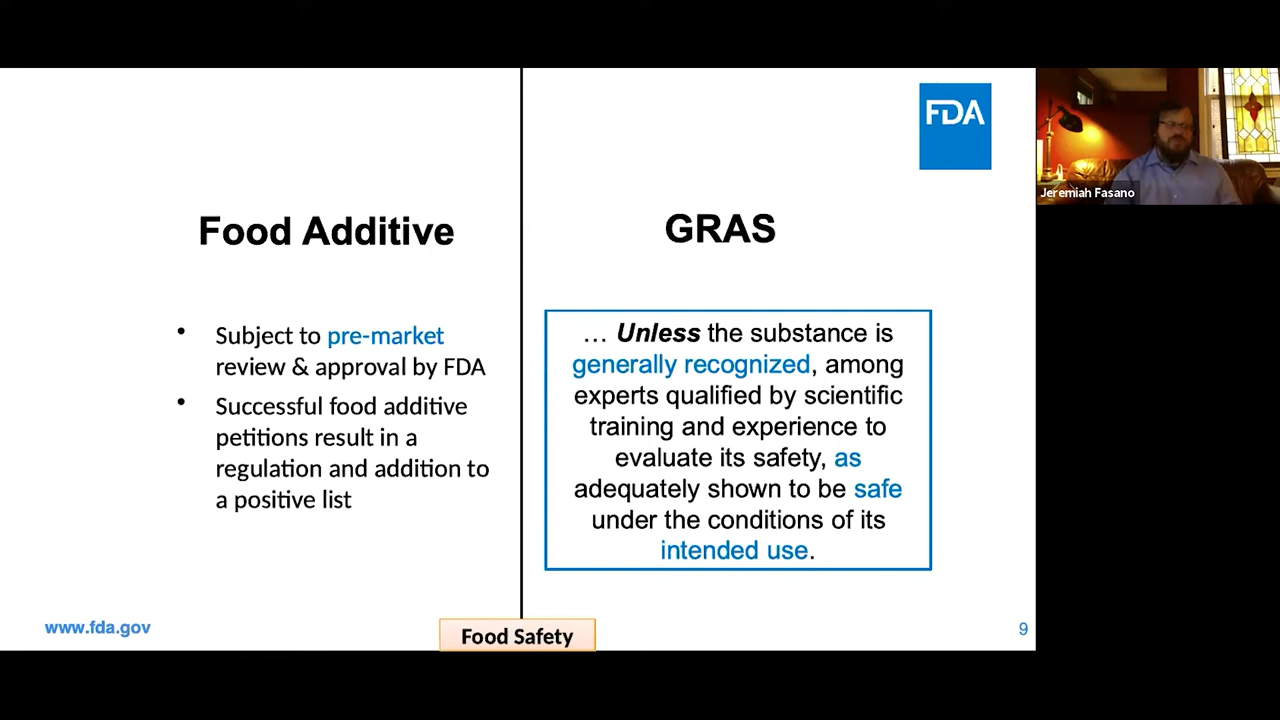 FDA
Jeremiah Fasano
Food Additive
• Subject to pre-market
review & approval by FDA
• Successful food additive
petitions result in a
regulation and addition to
a positive list
GRAS
… Unless the substance is
generally recognized, among
experts qualified by scientific
training and experience to
evaluate its safety, as
adequately shown to be safe
under the conditions of its
intended use.
www.fda.gov
Food Safety
9